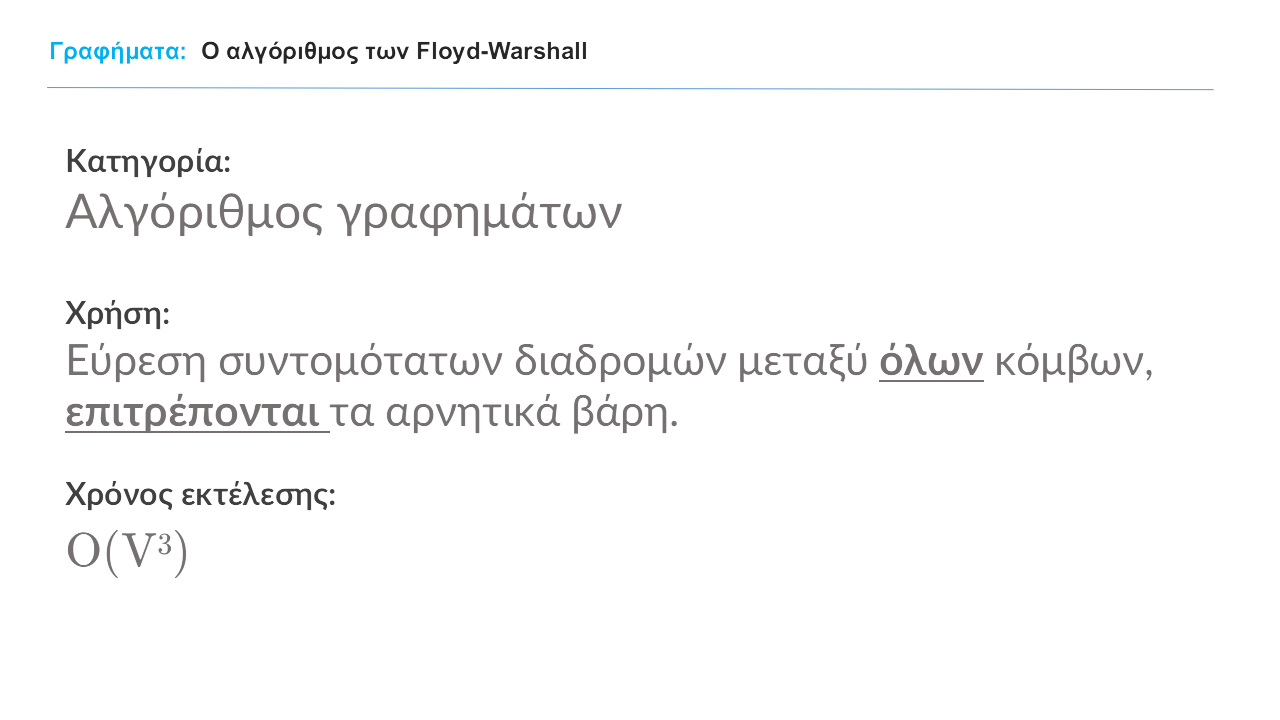 Γραφήματα: Ο αλγόριθμος των Floyd-Warshall
Κατηγορία:
Αλγόριθμος γραφημάτων
Χρήση:
Εύρεση συντομότατων διαδρομών μεταξύ όλων κόμβων,
επιτρέπονται τα αρνητικά βάρη.
Χρόνος εκτέλεσης:
O(V³)